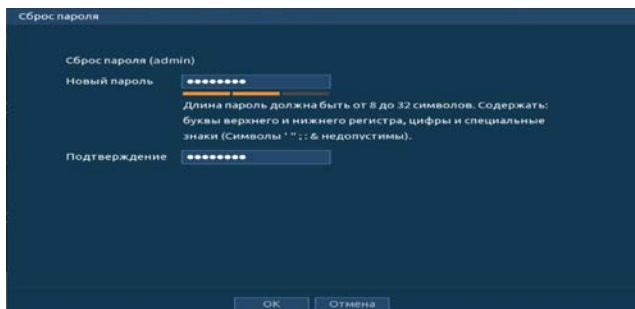 Сброс пароля
Сброс пароля (admin)
Новый пароль ●●●●●●●●
Длина пароль должна быть от 8 до 32 символов. Содержать:
буквы верхнего и нижнего регистра, цифры и специальные
знаки (Символы ' " ; : & недопустимы).
Подтверждение ●●●●●●●●
ОК Отмена